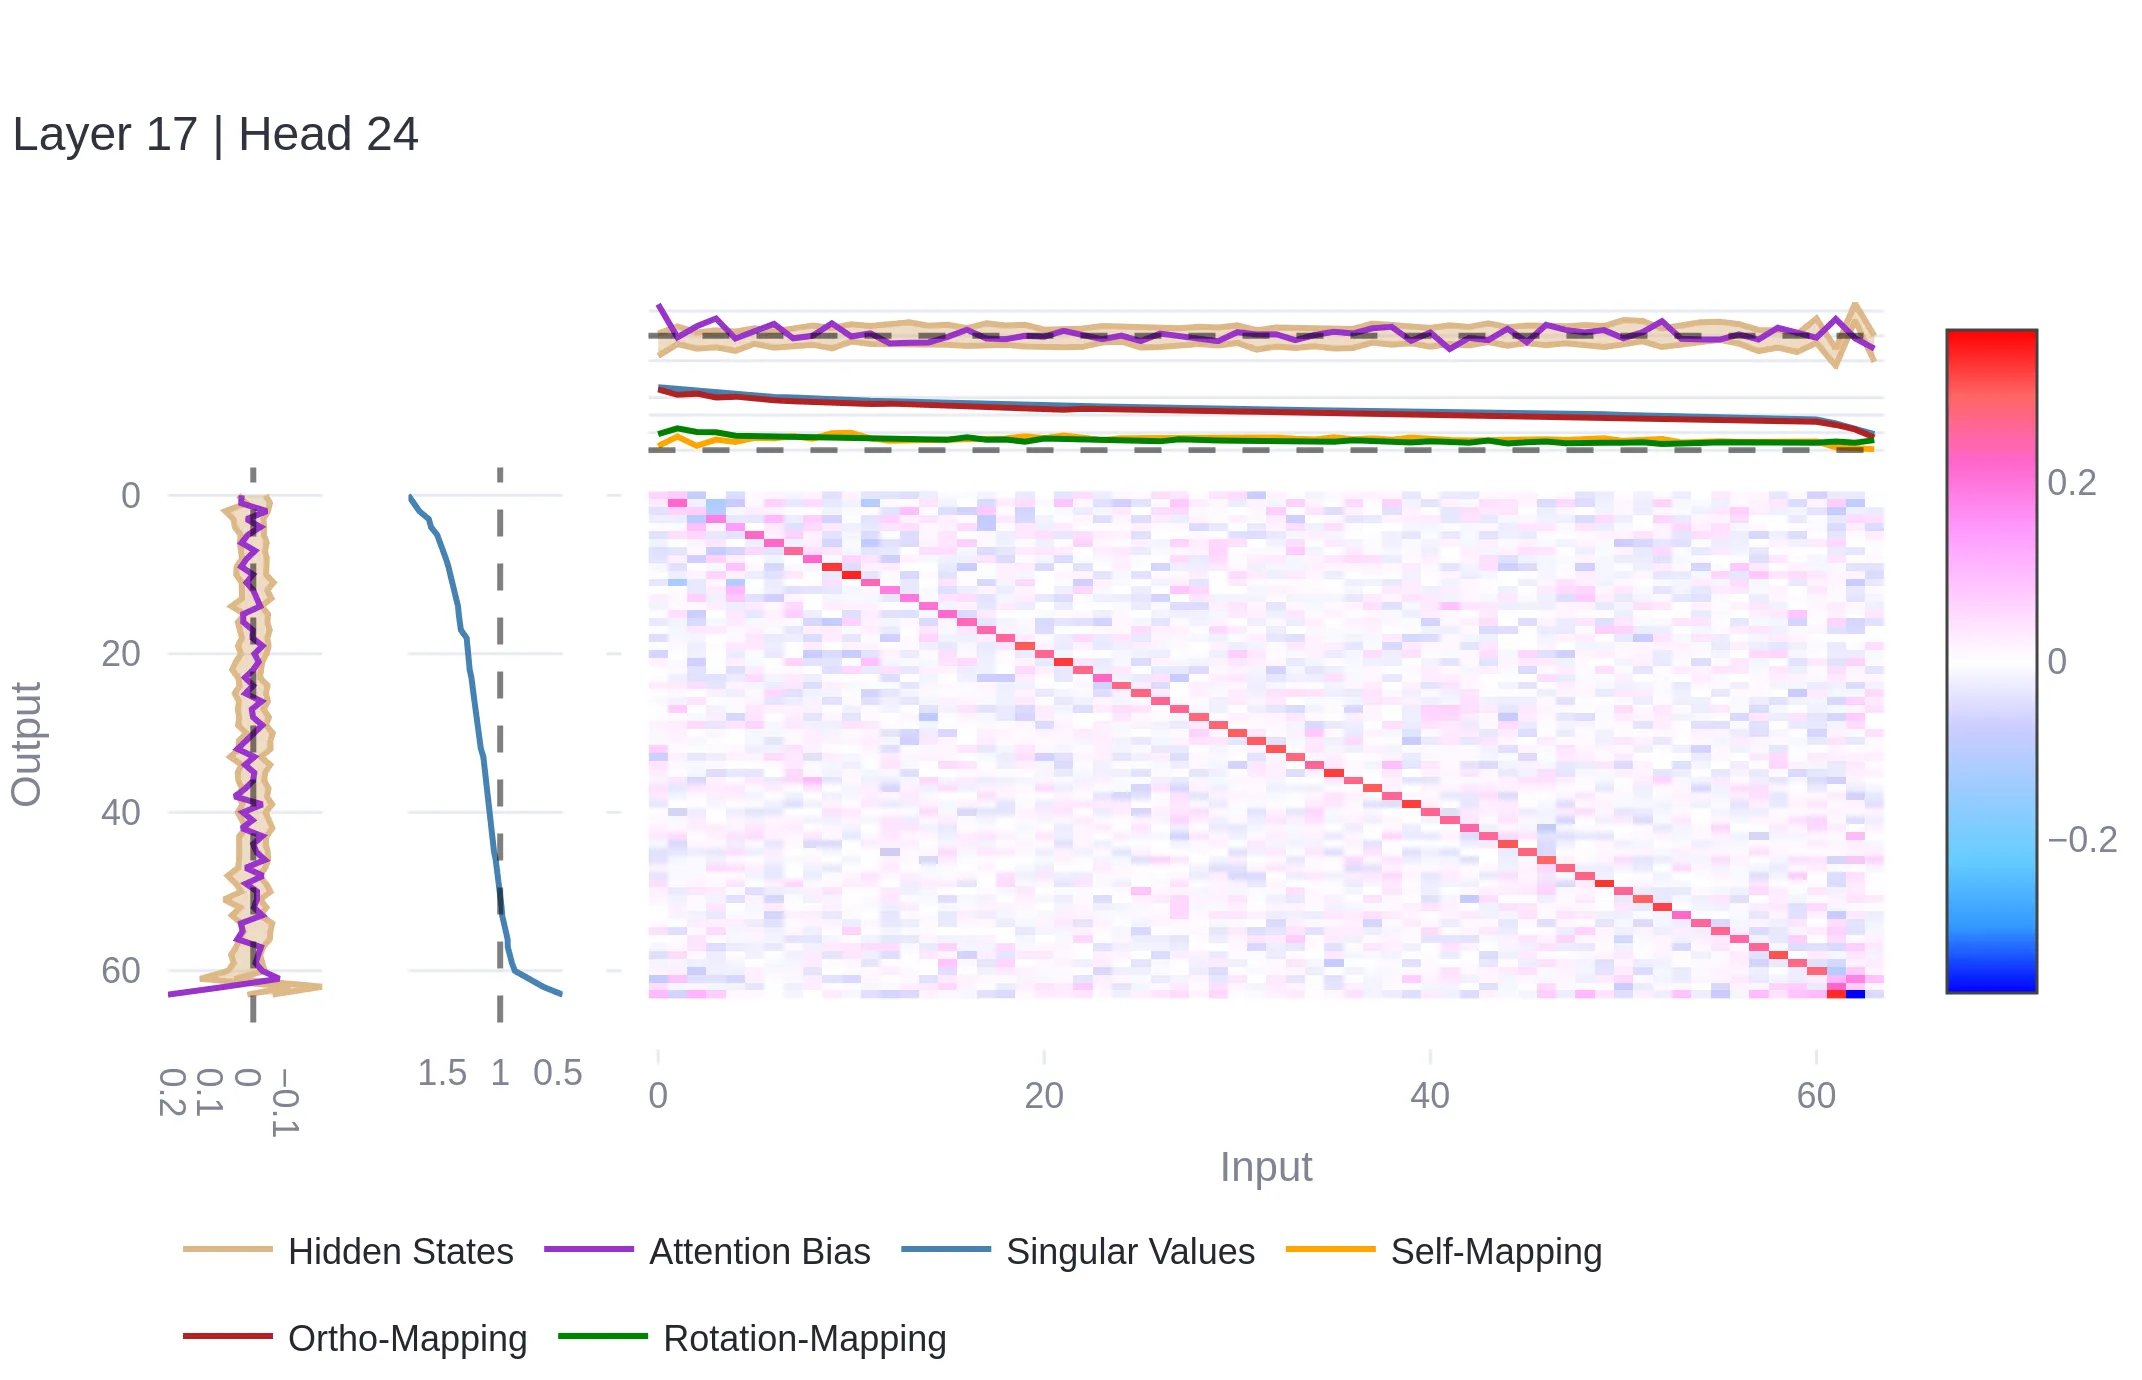 Layer 17 | Head 24
0
20
40
60
Output
0.2
0.1
0
−0.1
1.5 1 0.5
0 20 40 60
Input
0.2
0
−0.2
Hidden States Attention Bias Singular Values Self-Mapping
Ortho-Mapping Rotation-Mapping